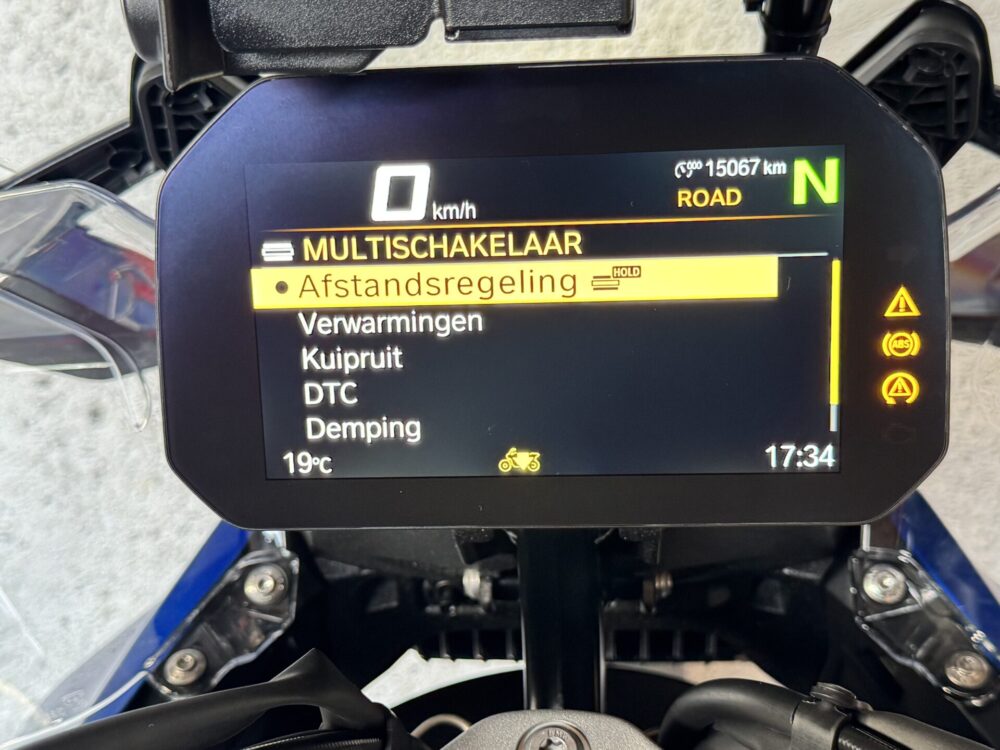 0 km/h
15067 km
N
ROAD
MULTISCHAKELAAR
Afstandsregeling HOLD
Verwarmingen
Kuipruit
DTC
Demping
19°C
17:34
ABS